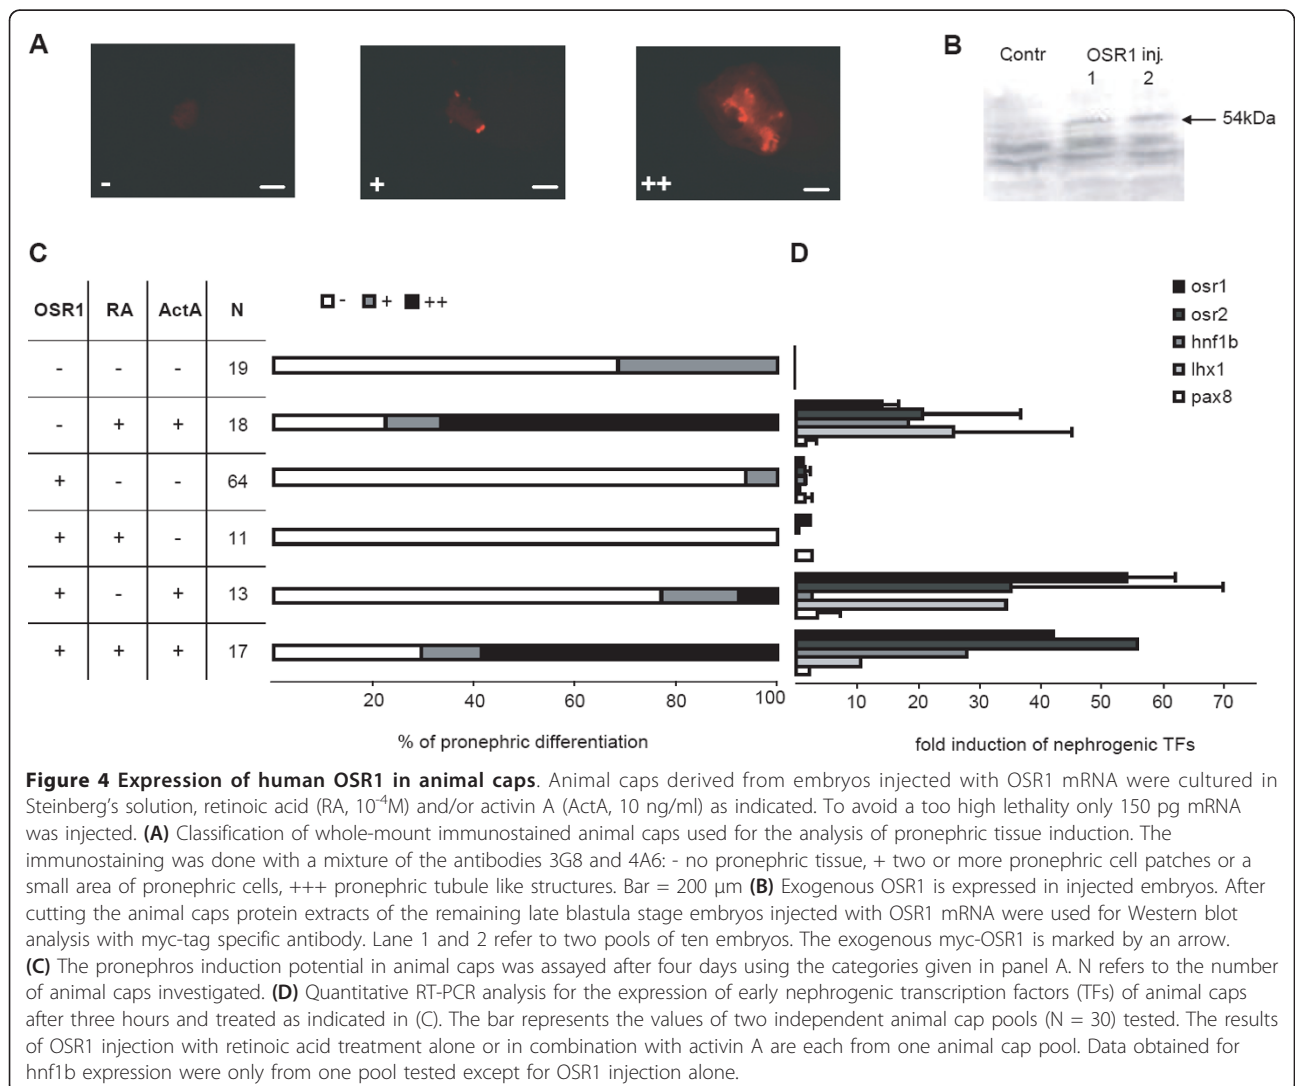 A
-
+
++
B
Contr OSR1 inj.
1 2
54kDa
C
OSR1 RA ActA N
- + ++
- - - 19
- + + 18
+ - - 64
+ + - 11
+ - + 13
+ + + 17
20 40 60 80 100
% of pronephric differentiation
D
osr1
osr2
hnf1b
lhx1
pax8
10 20 30 40 50 60 70
fold induction of nephrogenic TFs
Figure 4 Expression of human OSR1 in animal caps. Animal caps derived from embryos injected with OSR1 mRNA were cultured in
Steinberg's solution, retinoic acid (RA, 10⁻⁴M) and/or activin A (ActA, 10 ng/ml) as indicated. To avoid a too high lethality only 150 pg mRNA
was injected. (A) Classification of whole-mount immunostained animal caps used for the analysis of pronephric tissue induction. The
immunostaining was done with a mixture of the antibodies 3G8 and 4A6: - no pronephric tissue, + two or more pronephric cell patches or a
small area of pronephric cells, +++ pronephric tubule like structures. Bar = 200 μm (B) Exogenous OSR1 is expressed in injected embryos. After
cutting the animal caps protein extracts of the remaining late blastula stage embryos injected with OSR1 mRNA were used for Western blot
analysis with myc-tag specific antibody. Lane 1 and 2 refer to two pools of ten embryos. The exogenous myc-OSR1 is marked by an arrow.
(C) The pronephros induction potential in animal caps was assayed after four days using the categories given in panel A. N refers to the number
of animal caps investigated. (D) Quantitative RT-PCR analysis for the expression of early nephrogenic transcription factors (TFs) of animal caps
after three hours and treated as indicated in (C). The bar represents the values of two independent animal cap pools (N = 30) tested. The results
of OSR1 injection with retinoic acid treatment alone or in combination with activin A are each from one animal cap pool. Data obtained for
hnf1b expression were only from one pool tested except for OSR1 injection alone.